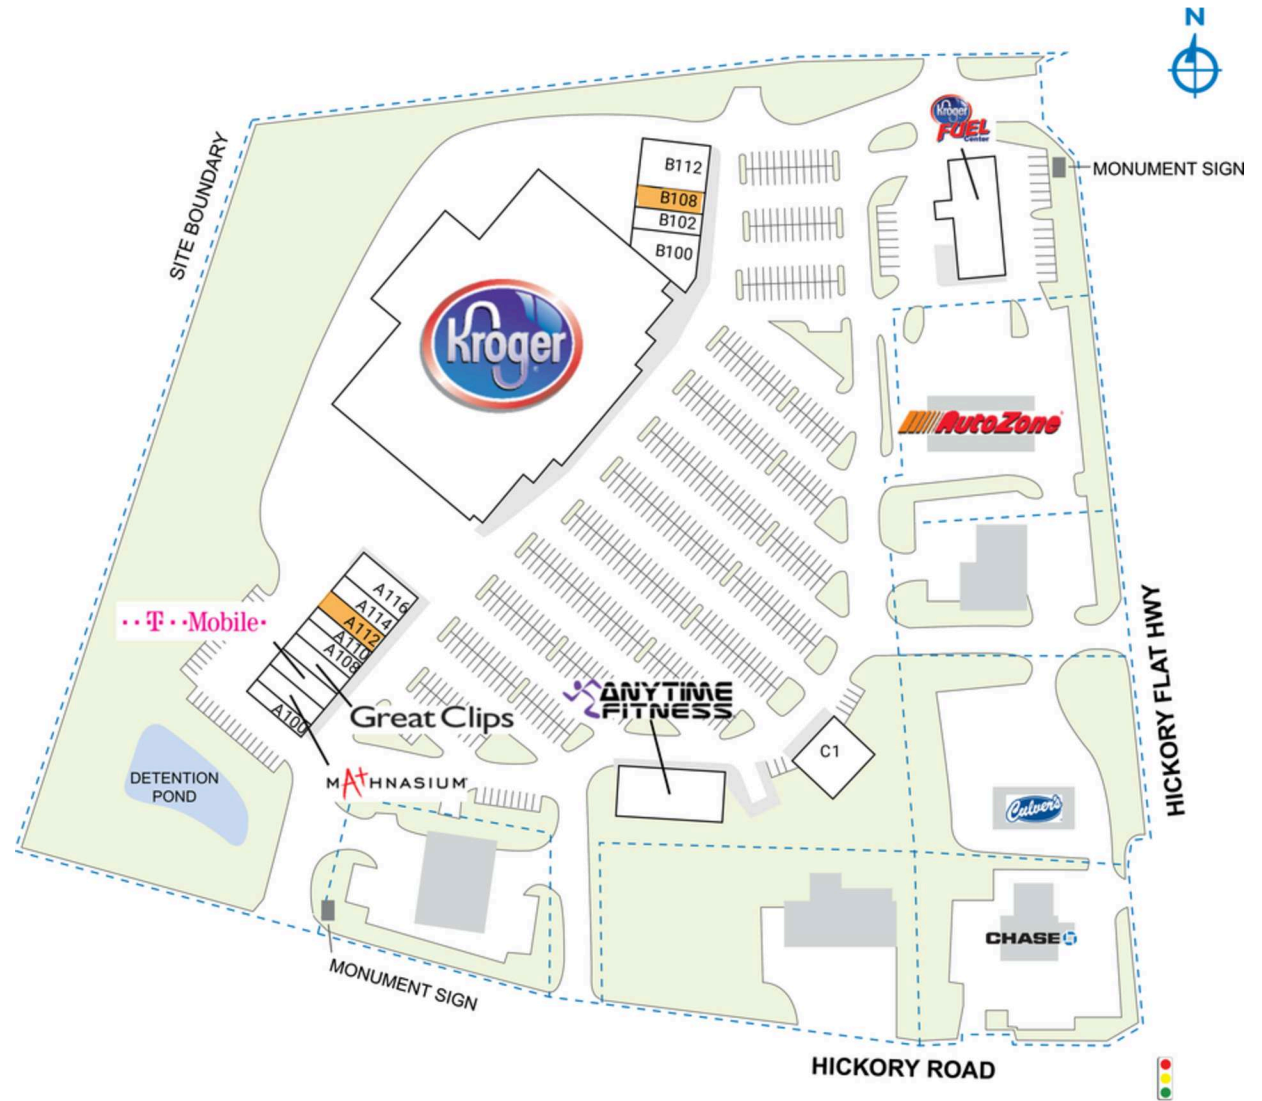 N
Kroger
FUEL
Center
MONUMENT SIGN
SITE BOUNDARY
B112
B108
B102
B100
Kroger
AutoZone
A116
A114
A112
A110
A108
A100
T Mobile
Great Clips
MATHNASIUM
ANYTIME
FITNESS
C1
HICKORY FLAT HWY
DETENTION
POND
Culver's
CHASE
MONUMENT SIGN
HICKORY ROAD